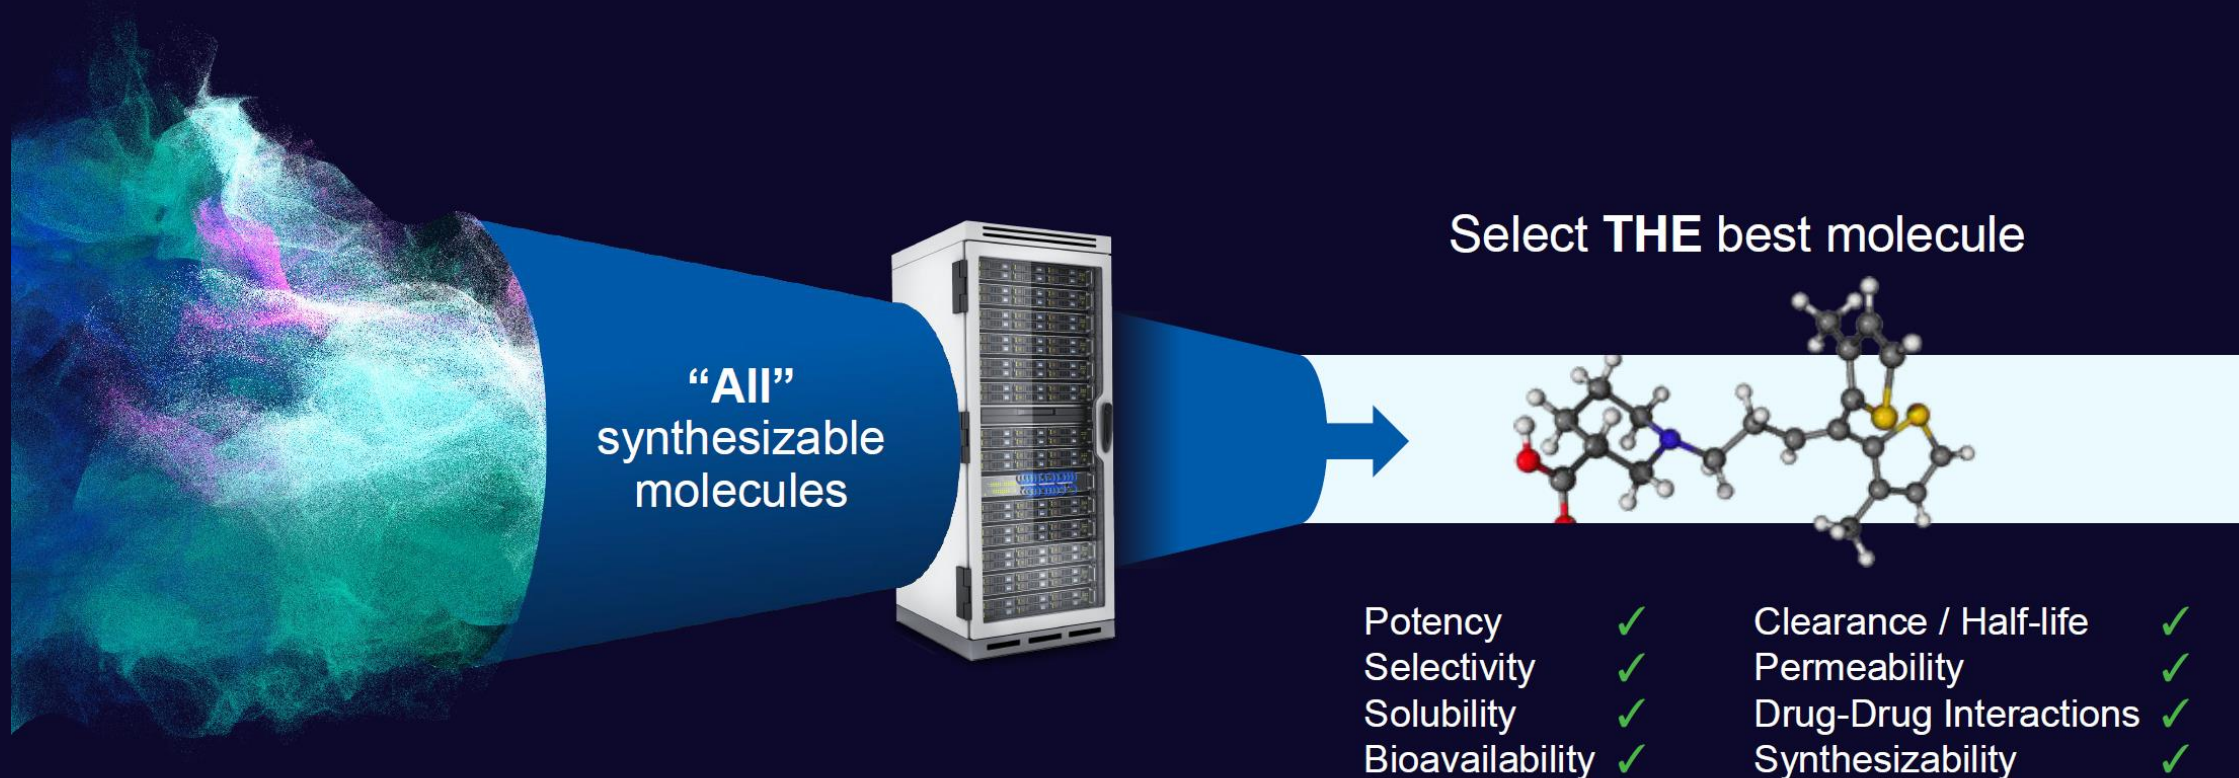 “All”
synthesizable
molecules
Select THE best molecule
Potency ✓
Selectivity ✓
Solubility ✓
Bioavailability ✓
Clearance / Half-life ✓
Permeability ✓
Drug-Drug Interactions ✓
Synthesizability ✓